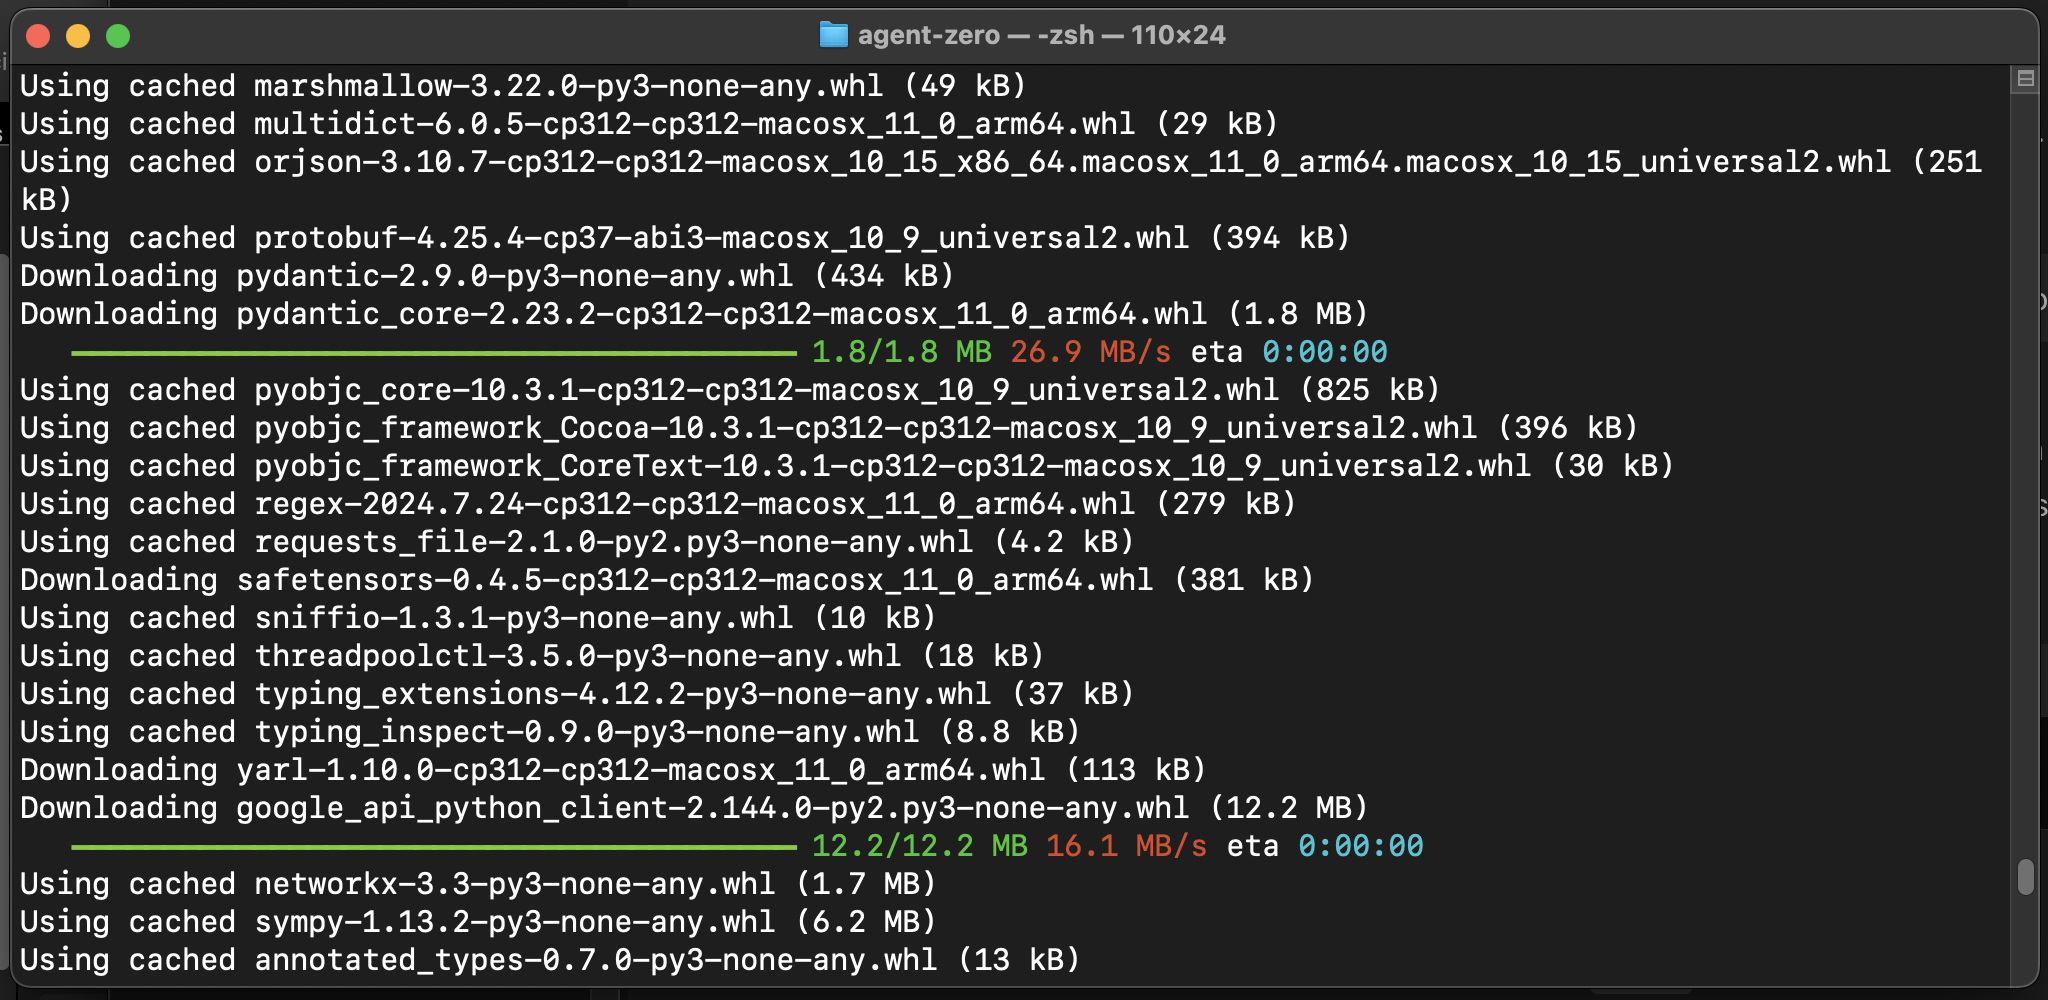 agent-zero — -zsh — 110×24
Using cached marshmallow-3.22.0-py3-none-any.whl (49 kB)
Using cached multidict-6.0.5-cp312-cp312-macosx_11_0_arm64.whl (29 kB)
Using cached orjson-3.10.7-cp312-cp312-macosx_10_15_x86_64.macosx_11_0_arm64.macosx_10_15_universal2.whl (251
kB)
Using cached protobuf-4.25.4-cp37-abi3-macosx_10_9_universal2.whl (394 kB)
Downloading pydantic-2.9.0-py3-none-any.whl (434 kB)
Downloading pydantic_core-2.23.2-cp312-cp312-macosx_11_0_arm64.whl (1.8 MB)
1.8/1.8 MB 26.9 MB/s eta 0:00:00
Using cached pyobjc_core-10.3.1-cp312-cp312-macosx_10_9_universal2.whl (825 kB)
Using cached pyobjc_framework_Cocoa-10.3.1-cp312-cp312-macosx_10_9_universal2.whl (396 kB)
Using cached pyobjc_framework_CoreText-10.3.1-cp312-cp312-macosx_10_9_universal2.whl (30 kB)
Using cached regex-2024.7.24-cp312-cp312-macosx_11_0_arm64.whl (279 kB)
Using cached requests_file-2.1.0-py2.py3-none-any.whl (4.2 kB)
Downloading safetensors-0.4.5-cp312-cp312-macosx_11_0_arm64.whl (381 kB)
Using cached sniffio-1.3.1-py3-none-any.whl (10 kB)
Using cached threadpoolctl-3.5.0-py3-none-any.whl (18 kB)
Using cached typing_extensions-4.12.2-py3-none-any.whl (37 kB)
Using cached typing_inspect-0.9.0-py3-none-any.whl (8.8 kB)
Downloading yarl-1.10.0-cp312-cp312-macosx_11_0_arm64.whl (113 kB)
Downloading google_api_python_client-2.144.0-py2.py3-none-any.whl (12.2 MB)
12.2/12.2 MB 16.1 MB/s eta 0:00:00
Using cached networkx-3.3-py3-none-any.whl (1.7 MB)
Using cached sympy-1.13.2-py3-none-any.whl (6.2 MB)
Using cached annotated_types-0.7.0-py3-none-any.whl (13 kB)